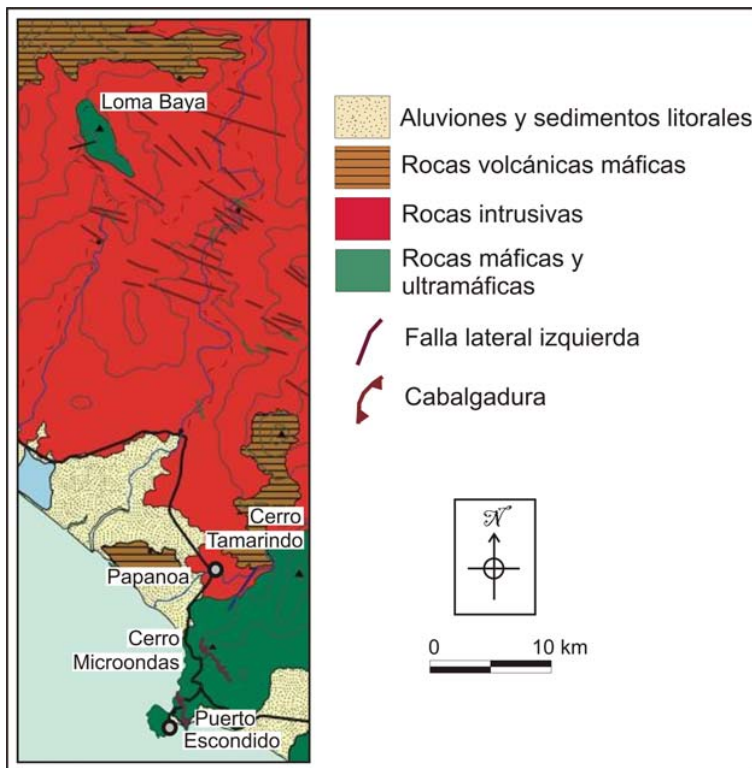 Loma Baya
Cerro
Tamarindo
Papanoa
Cerro
Microondas
Puerto
Escondido
Aluviones y sedimentos litorales
Rocas volcánicas máficas
Rocas intrusivas
Rocas máficas y
ultramáficas
Falla lateral izquierda
Cabalgadura
N
0 10 km